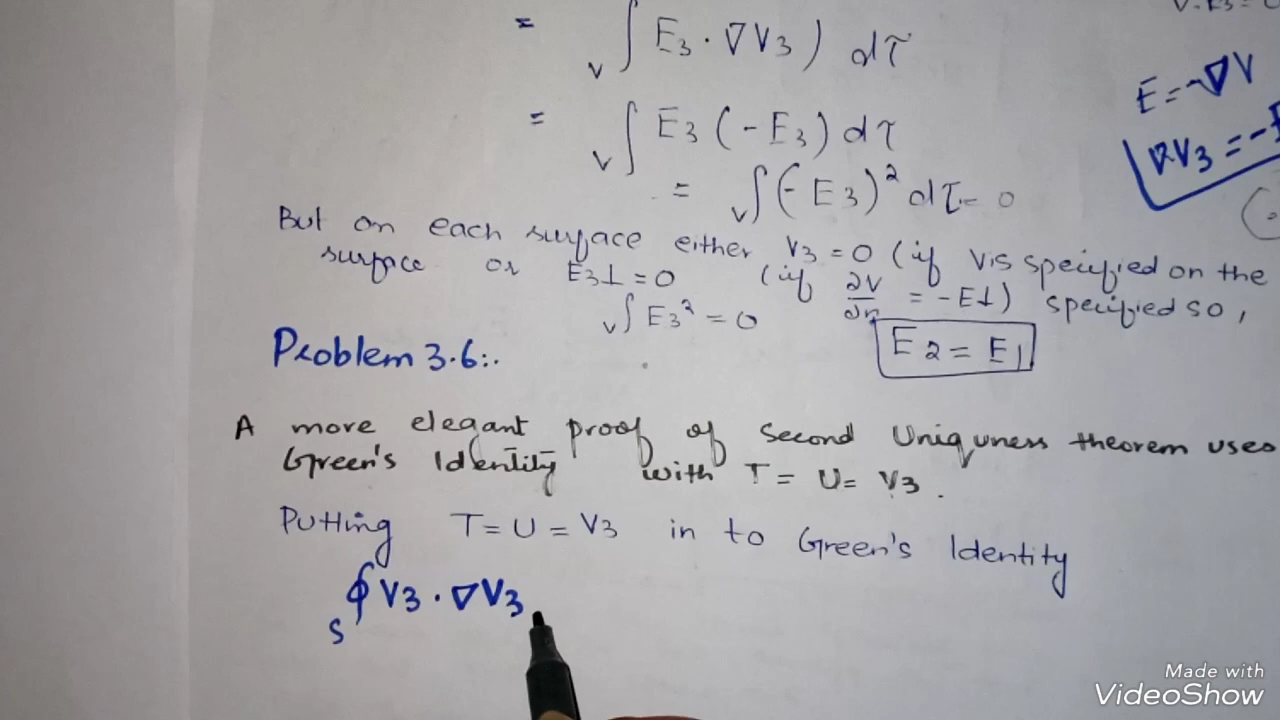 = v∫ E3 · ∇V3) dτ
E = -∇V
= v∫ E3 (-E3) dτ
∇V3 = -
= v∫ (-E3)² dτ = 0
But on each surface either V3 = 0 (if V is specified on the
surface or E3⊥ = 0 (if ∂V/∂n = -E⊥) specified so,
v∫ E3² = 0
E2 = E1
Problem 3.6:.
A more elegant proof of Second Uniquness theorem uses
Green's Identity with T = U = V3.
Putting T = U = V3 in to Green's Identity
∮s V3 · ∇V3
Made with
VideoShow